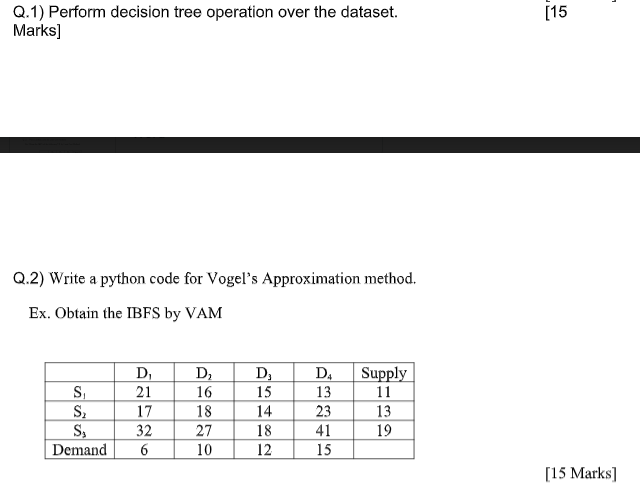 Q.1) Perform decision tree operation over the dataset. [15
Marks]
Q.2) Write a python code for Vogel's Approximation method.
Ex. Obtain the IBFS by VAM
D₁ D₂ D₃ D₄ Supply
S₁ 21 16 15 13 11
S₂ 17 18 14 23 13
S₃ 32 27 18 41 19
Demand 6 10 12 15
[15 Marks]